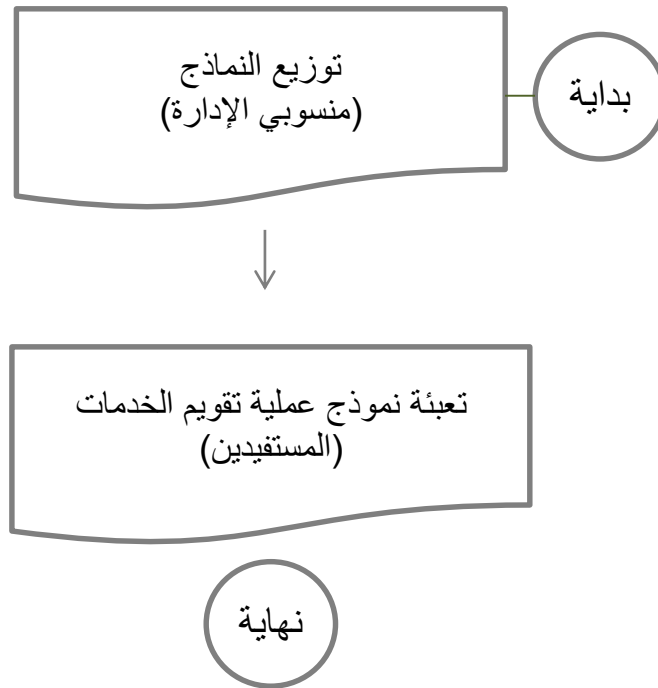 بداية
توزيع النماذج
(منسوبي الإدارة)
تعبئة نموذج عملية تقويم الخدمات
(المستفيدين)
نهاية